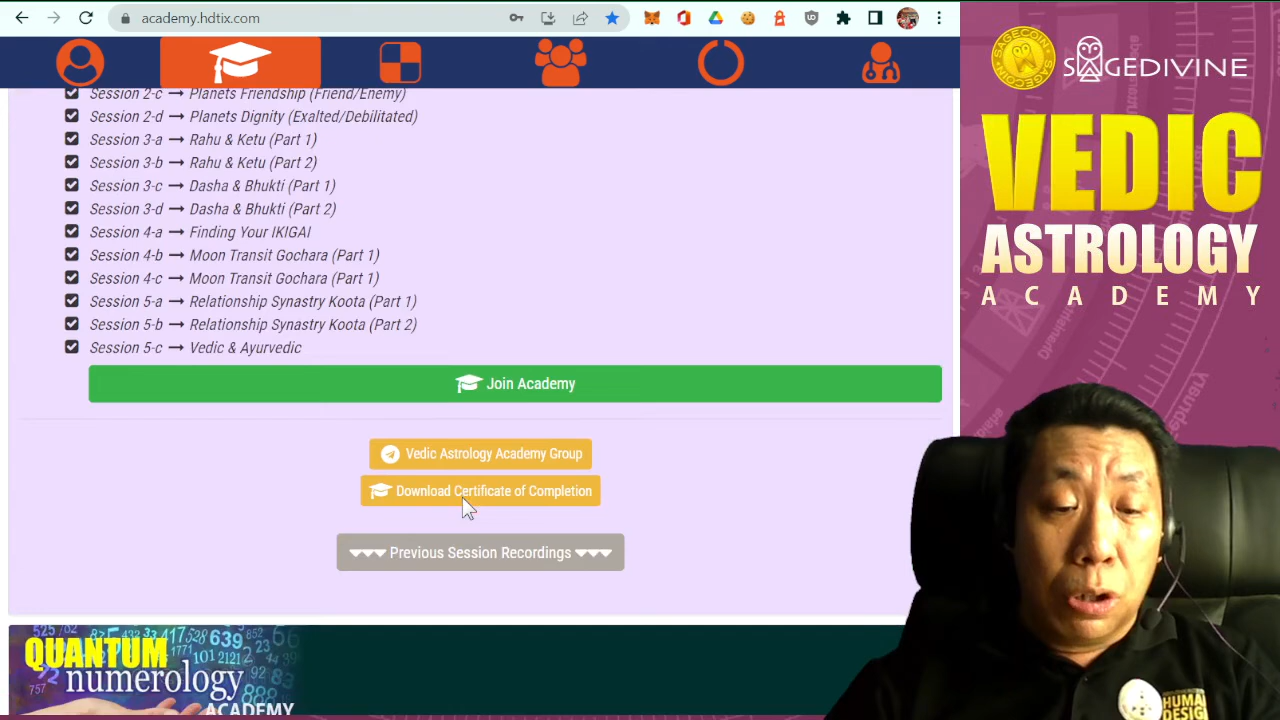 academy.hdtix.com
Session 2-c → Planets Friendship (Friend/Enemy)
Session 2-d → Planets Dignity (Exalted/Debilitated)
Session 3-a → Rahu & Ketu (Part 1)
Session 3-b → Rahu & Ketu (Part 2)
Session 3-c → Dasha & Bhukti (Part 1)
Session 3-d → Dasha & Bhukti (Part 2)
Session 4-a → Finding Your IKIGAI
Session 4-b → Moon Transit Gochara (Part 1)
Session 4-c → Moon Transit Gochara (Part 1)
Session 5-a → Relationship Synastry Koota (Part 1)
Session 5-b → Relationship Synastry Koota (Part 2)
Session 5-c → Vedic & Ayurvedic
Join Academy
Vedic Astrology Academy Group
Download Certificate of Completion
Previous Session Recordings
QUANTUM
numerology
ACADEMY
SAGECOIN SAGECOIN
SAGEDIVINE
VEDIC
ASTROLOGY
ACADEMY
HUMAN
DESIGN